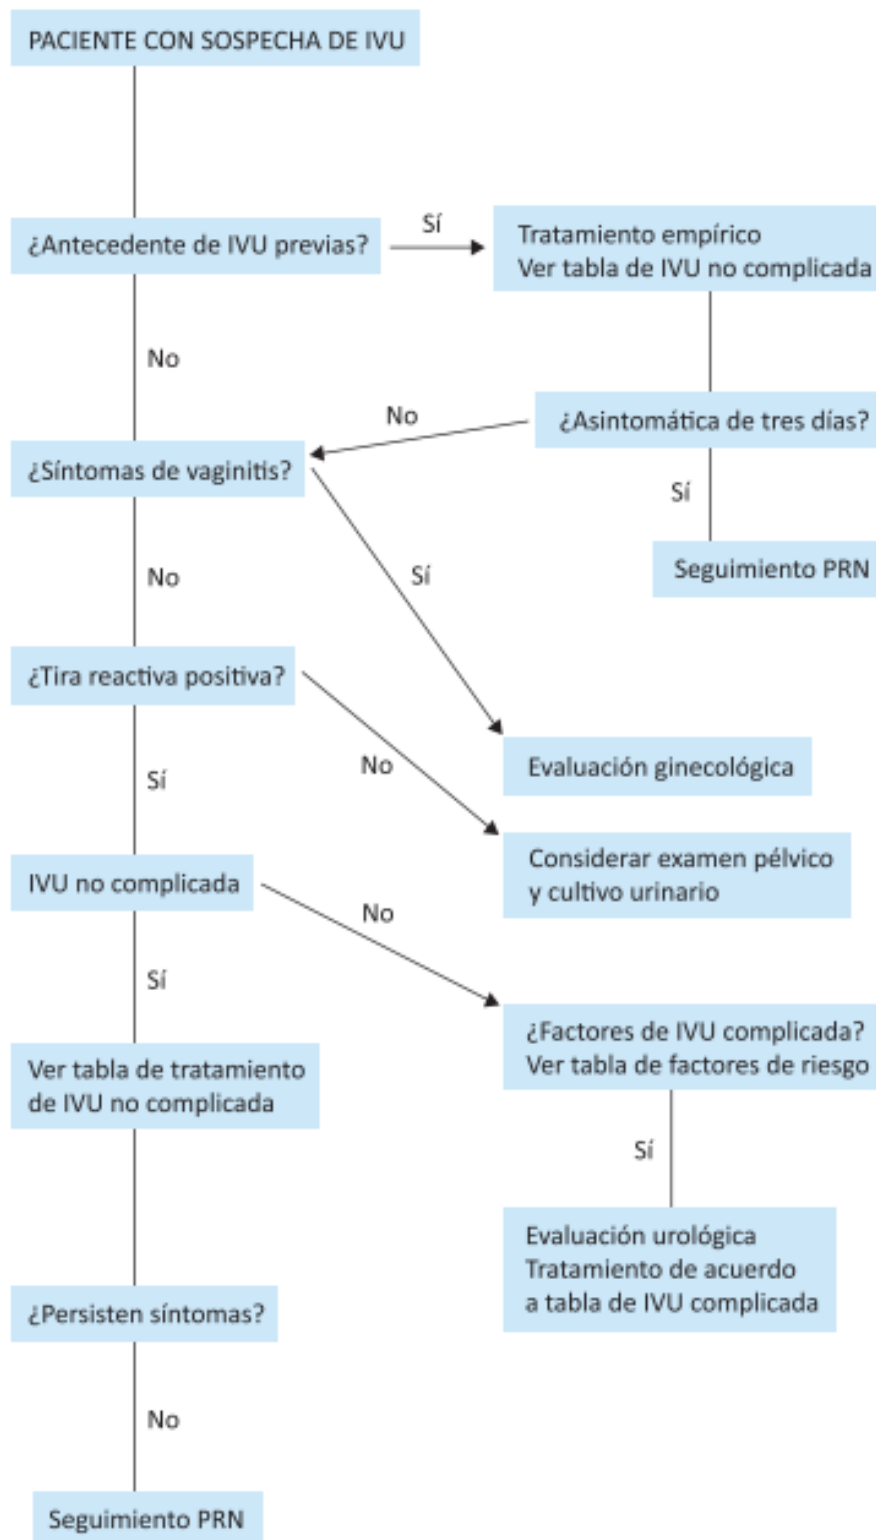 PACIENTE CON SOSPECHA DE IVU
¿Antecedente de IVU previas?
Sí
Tratamiento empírico
Ver tabla de IVU no complicada
No
No
¿Asintomática de tres días?
¿Síntomas de vaginitis?
Sí
No
Sí
Seguimiento PRN
¿Tira reactiva positiva?
Sí
No
Evaluación ginecológica
Considerar examen pélvico
y cultivo urinario
IVU no complicada
No
Sí
¿Factores de IVU complicada?
Ver tabla de factores de riesgo
Ver tabla de tratamiento
de IVU no complicada
Sí
Evaluación urológica
Tratamiento de acuerdo
a tabla de IVU complicada
¿Persisten síntomas?
No
Seguimiento PRN